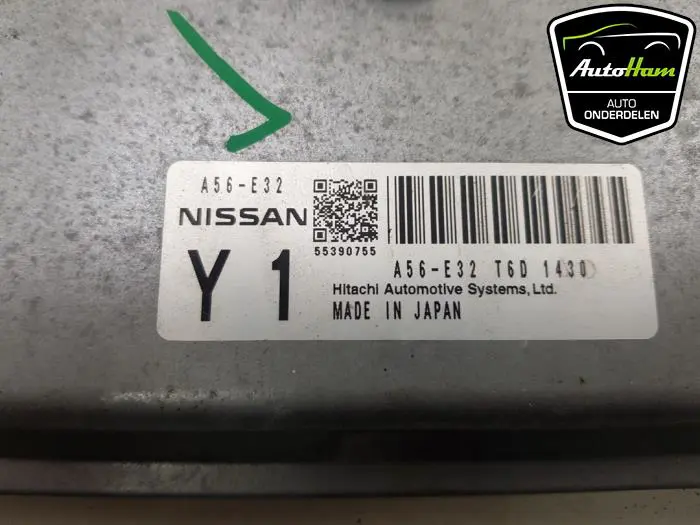 AutoHam
AUTO
ONDERDELEN
A56-E32
NISSAN
55390755
Y 1
A56-E32 T6D 1430
Hitachi Automotive Systems, Ltd.
MADE IN JAPAN